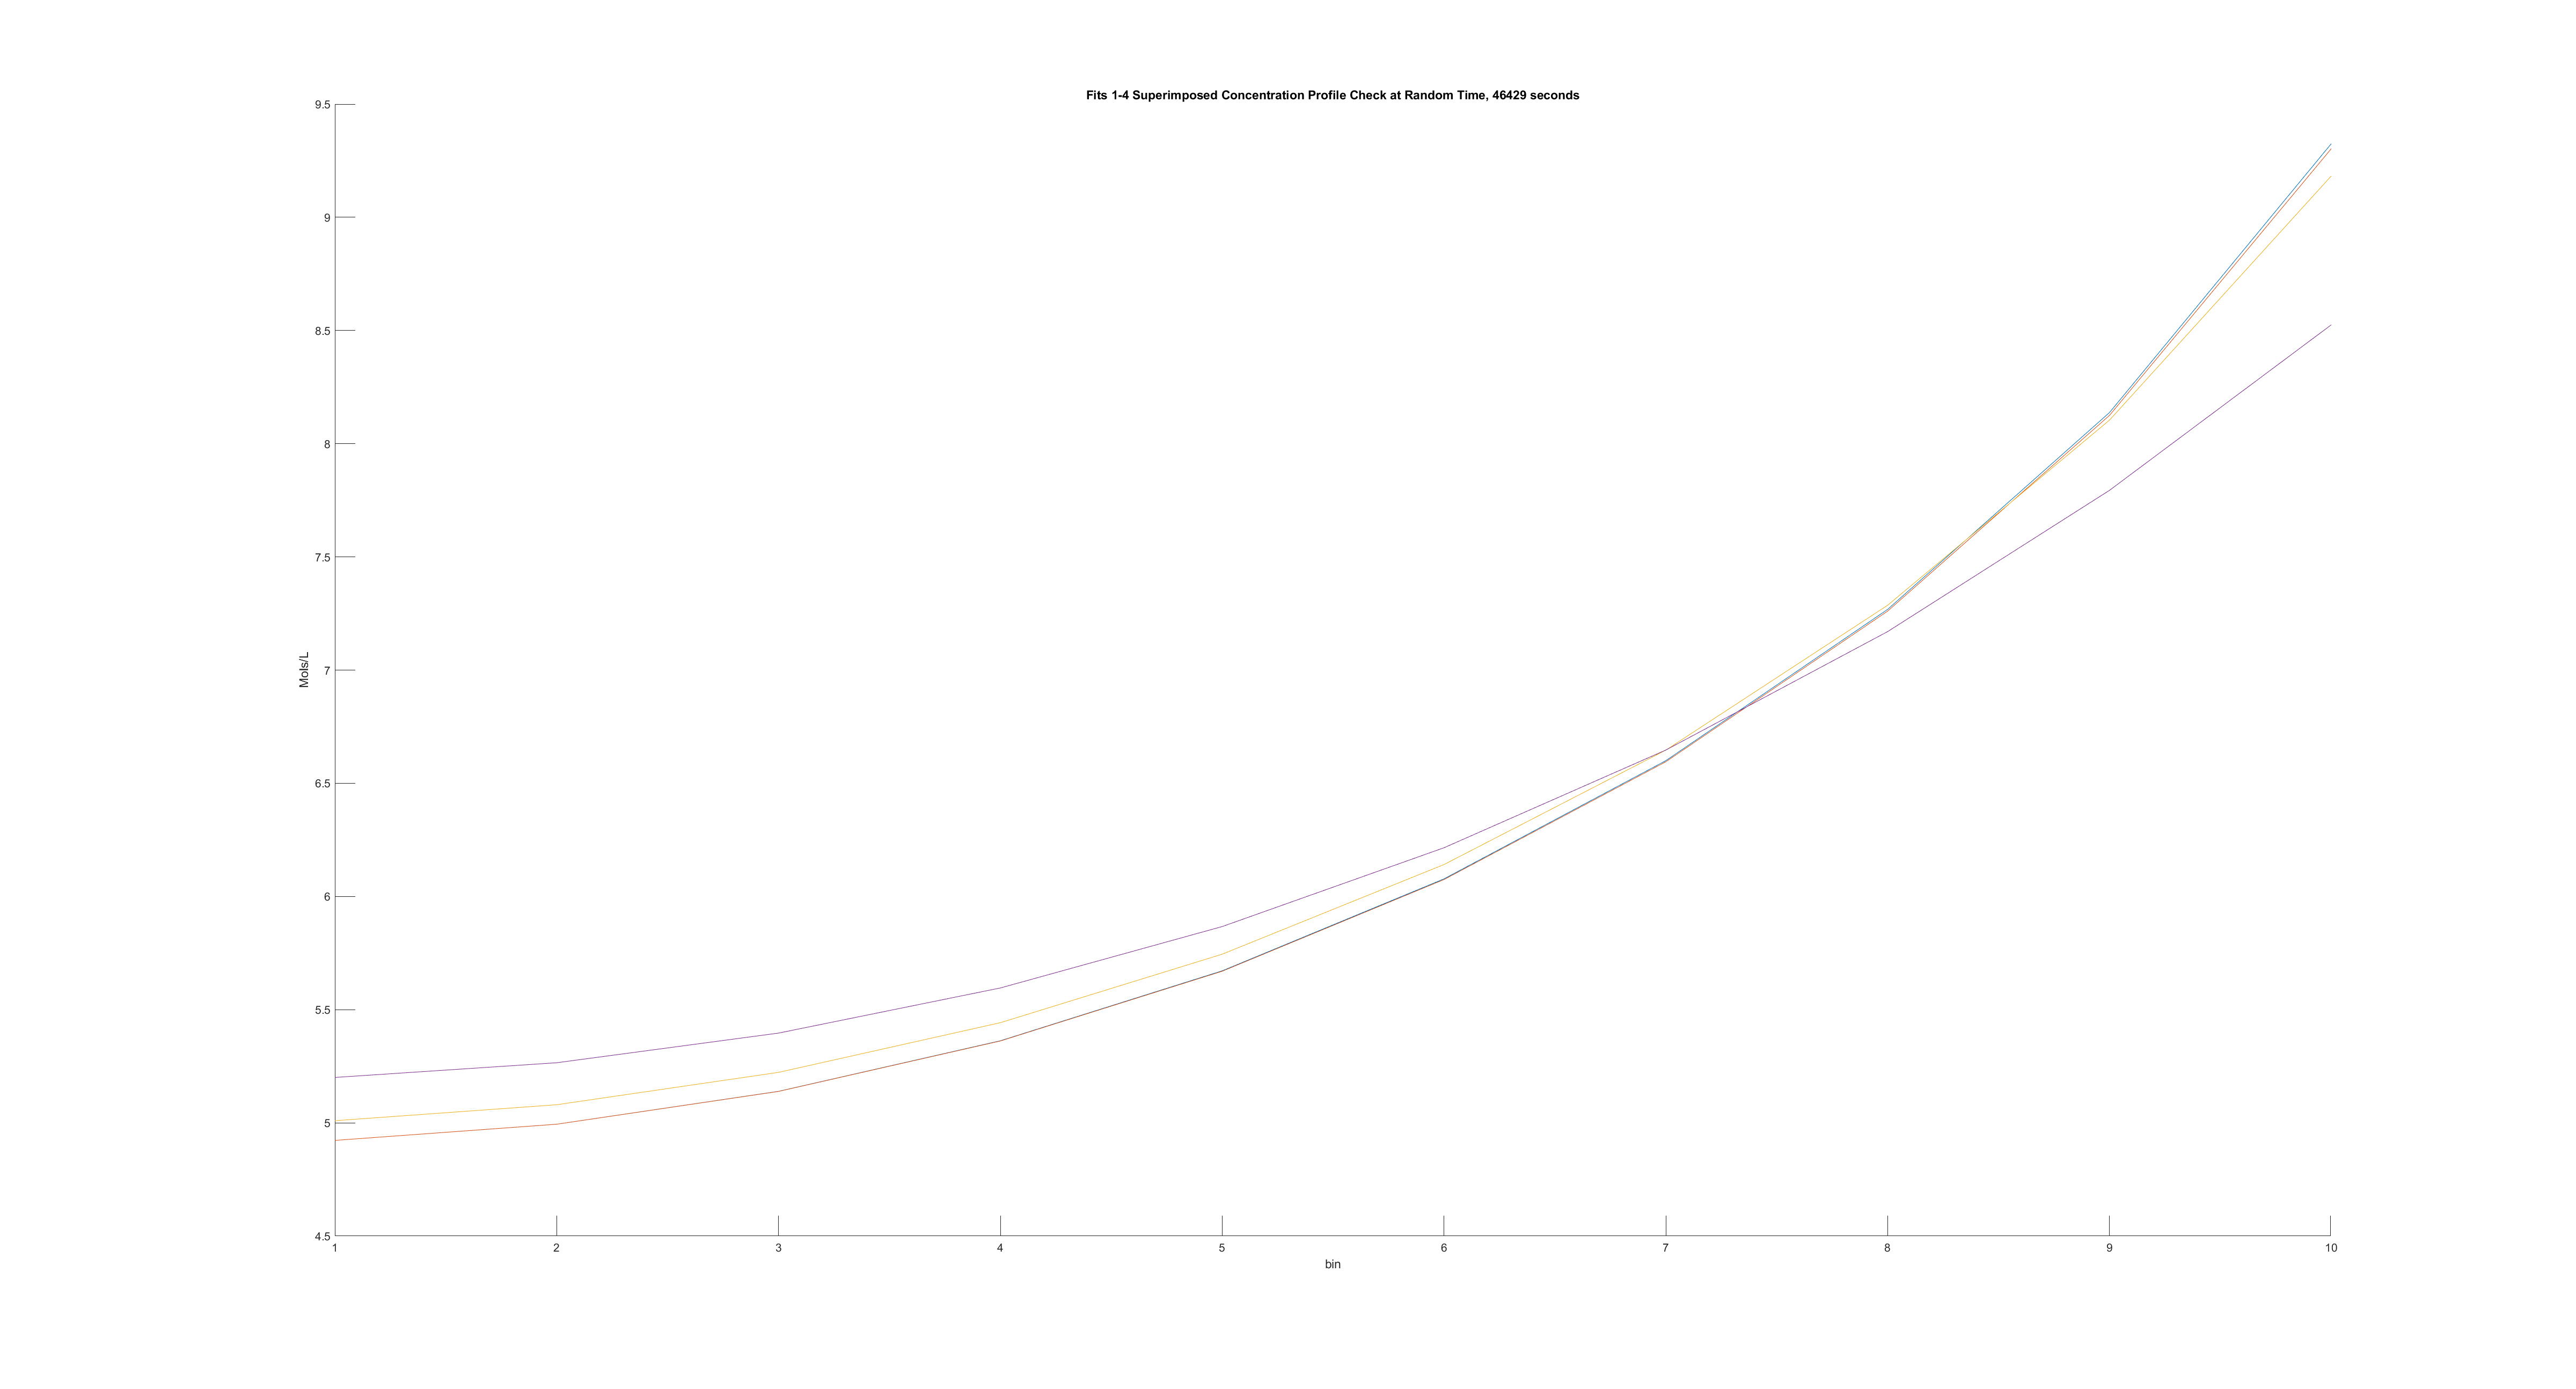 Fits 1-4 Superimposed Concentration Profile Check at Random Time, 46429 seconds
9.5
9
8.5
8
7.5
7
6.5
6
5.5
5
4.5
Mols/L
1 2 3 4 5 6 7 8 9 10
bin